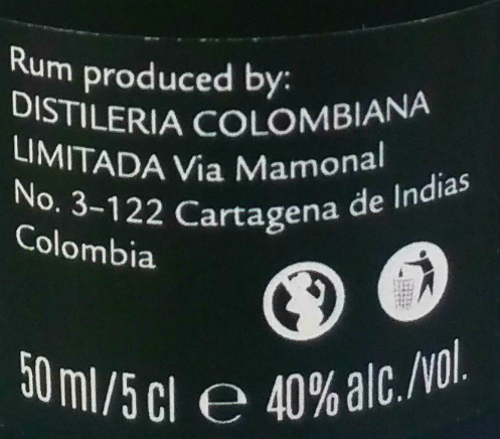 Rum produced by:
DISTILERIA COLOMBIANA
LIMITADA Via Mamonal
No. 3-122 Cartagena de Indias
Colombia
50 ml/5 cl e 40% alc./vol.